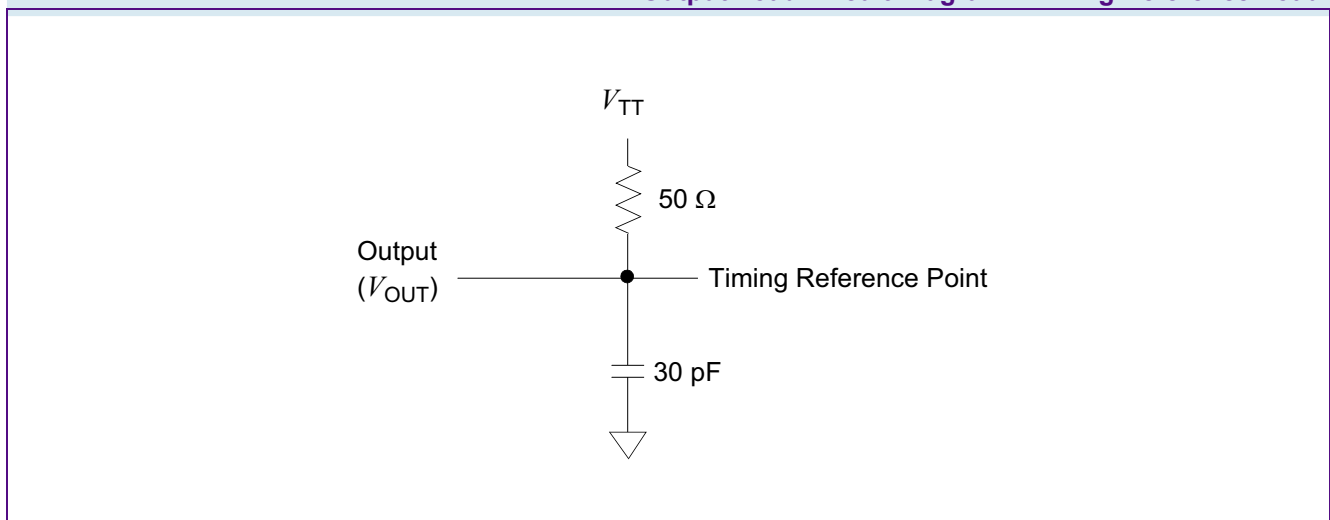 V_TT
50 Ω
Output
(V_OUT)
Timing Reference Point
30 pF